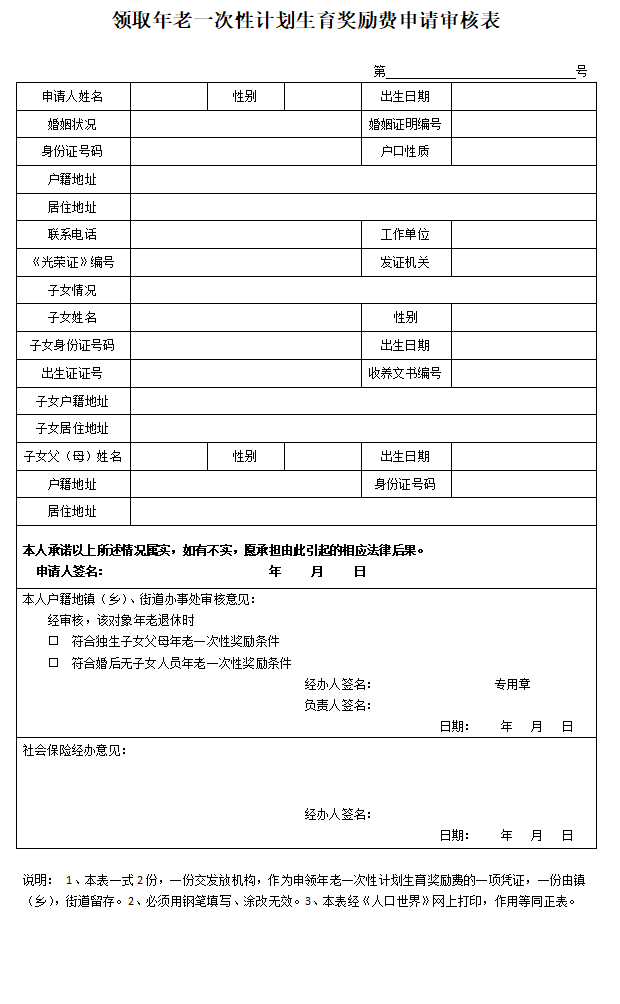 领取年老一次性计划生育奖励费申请审核表
第 号
申请人姓名 性别 出生日期
婚姻状况 婚姻证明编号
身份证号码 户口性质
户籍地址
居住地址
联系电话 工作单位
《光荣证》编号 发证机关
子女情况
子女姓名 性别
子女身份证号码 出生日期
出生证证号 收养文书编号
子女户籍地址
子女居住地址
子女父（母）姓名 性别 出生日期
户籍地址 身份证号码
居住地址
本人承诺以上所述情况属实，如有不实，愿承担由此引起的相应法律后果。
申请人签名： 年 月 日
本人户籍地镇（乡）、街道办事处审核意见：
经审核，该对象年老退休时
□ 符合独生子女父母年老一次性奖励条件
□ 符合婚后无子女人员年老一次性奖励条件
经办人签名： 专用章
负责人签名：
日期： 年 月 日
社会保险经办意见：
经办人签名：
日期： 年 月 日
说明： 1、本表一式2份，一份交发放机构，作为申领年老一次性计划生育奖励费的一项凭证，一份由镇
（乡），街道留存。2、必须用钢笔填写、涂改无效。3、本表经《人口世界》网上打印，作用等同正表。